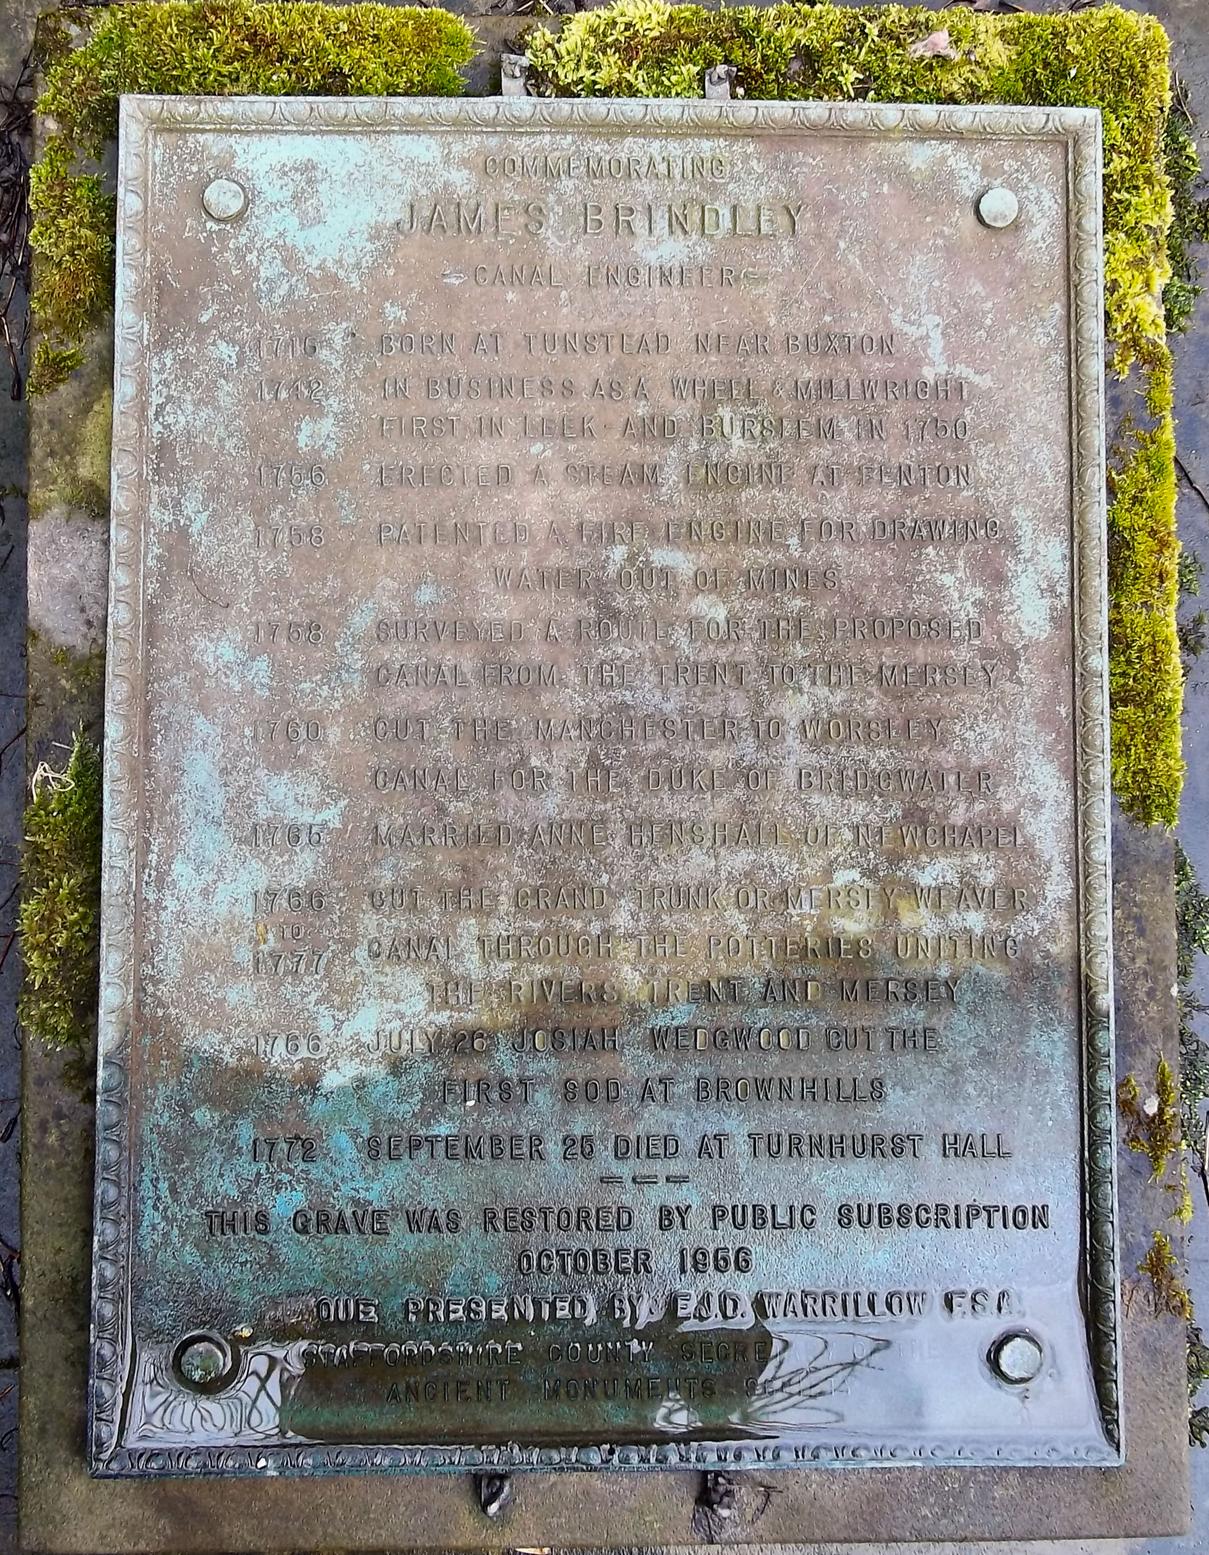 COMMEMORATING
JAMES BRINDLEY
CANAL ENGINEER
1716 BORN AT TUNSTEAD NEAR BUXTON
1742 IN BUSINESS AS A WHEEL & MILLWRIGHT
FIRST IN LEEK AND BURSLEM IN 1750
1756 ERECTED A STEAM ENGINE AT FENTON
1758 PATENTED A FIRE ENGINE FOR DRAWING
WATER OUT OF MINES
1758 SURVEYED A ROUTE FOR THE PROPOSED
CANAL FROM THE TRENT TO THE MERSEY
1760 CUT THE MANCHESTER TO WORSLEY
CANAL FOR THE DUKE OF BRIDGWATER
1765 MARRIED ANNE HENSHALL OF NEWCHAPEL
1766 CUT THE GRAND TRUNK OR MERSEY WEAVER
TO
1777 CANAL THROUGH THE POTTERIES UNITING
THE RIVERS TRENT AND MERSEY
1766 JULY 26 JOSIAH WEDGWOOD CUT THE
FIRST SOD AT BROWNHILLS
1772 SEPTEMBER 25 DIED AT TURNHURST HALL
THIS GRAVE WAS RESTORED BY PUBLIC SUBSCRIPTION
OCTOBER 1956
PRESENTED BY E.J.D. WARRILLOW F.S.A.
STAFFORDSHIRE COUNTY
ANCIENT MONUMENTS